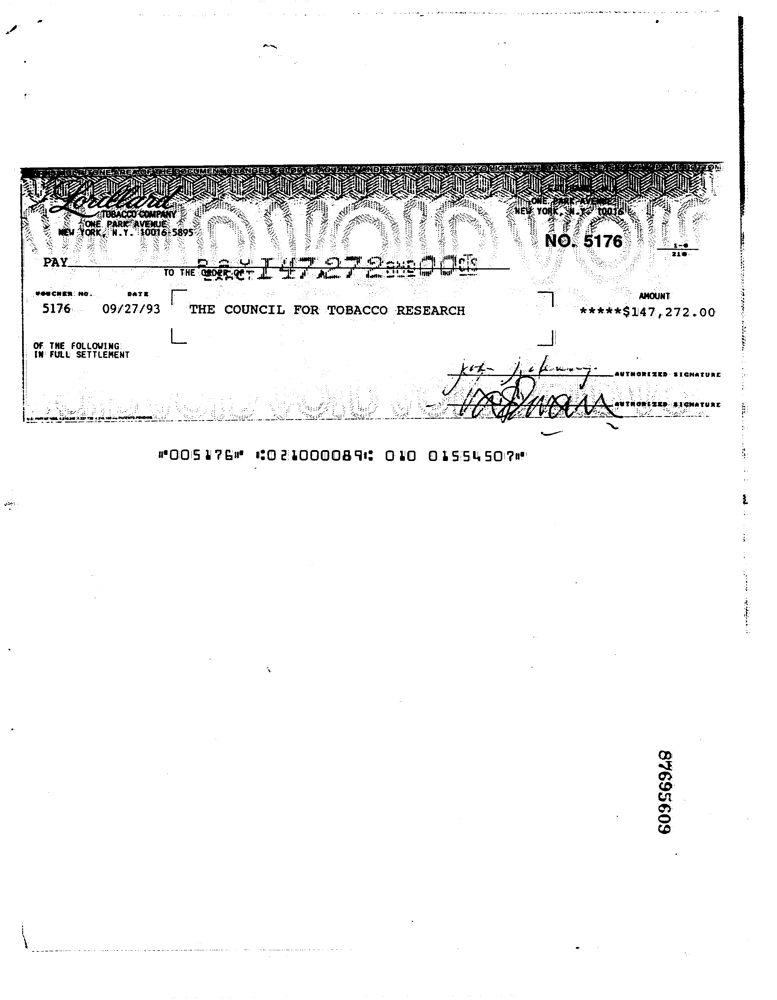 Lorillard
TOBACCO COMPANY
ONE PARK AVENUE
NEW YORK, N.Y. 10016-5895
ONE PARK AVENUE
NEW YORK, N.Y. 10016
NO. 5176
1-8
210
PAY
TO THE ORDER OF
147,272 AND 00 CTS
VOUCHER NO. DATE AMOUNT
5176 09/27/93 THE COUNCIL FOR TOBACCO RESEARCH *****$147,272.00
OF THE FOLLOWING
IN FULL SETTLEMENT
AUTHORIZED SIGNATURE
AUTHORIZED SIGNATURE
⑈005176⑈ ⑆021000089⑆ 010 01554507⑈
87695609